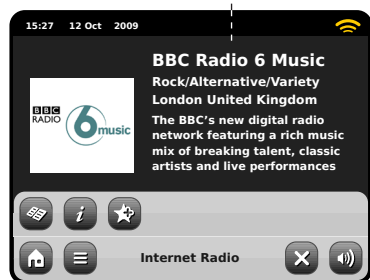 15:27 12 Oct 2009
BBC Radio 6 Music
Rock/Alternative/Variety
London United Kingdom
The BBC's new digital radio
network featuring a rich music
mix of breaking talent, classic
artists and live performances
BBC
RADIO
6
music
i
Internet Radio